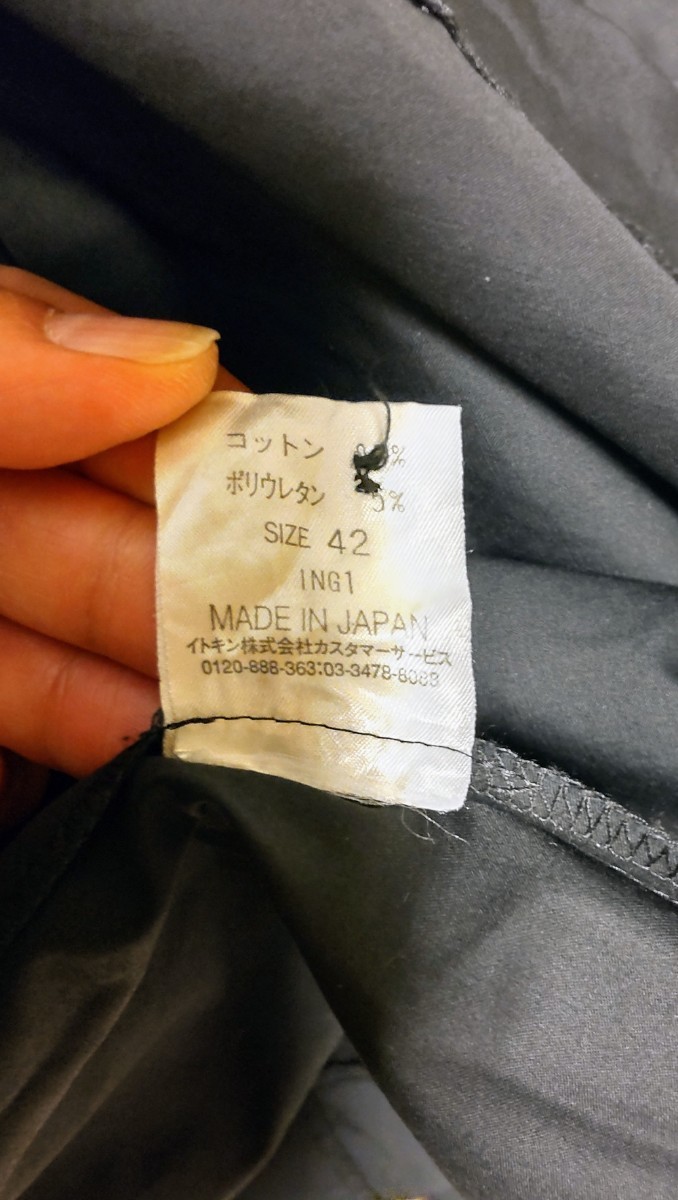 コットン
ポリウレタン 5%
SIZE 42
ING1
MADE IN JAPAN
イトキン株式会社カスタマーサービス
0120-888-363:03-3478-8088